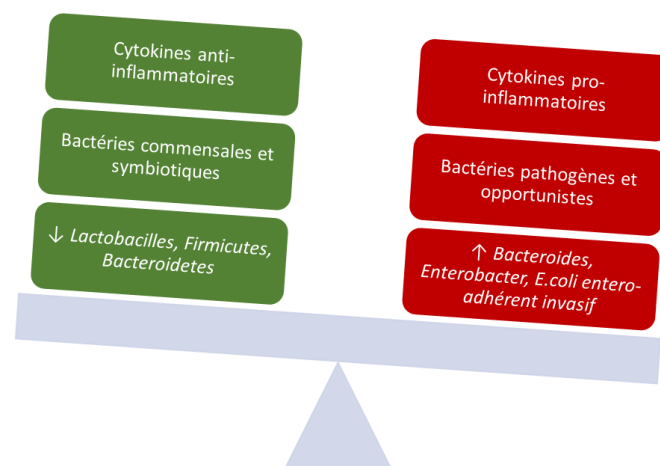 Cytokines anti-
inflammatoires
Bactéries commensales et
symbiotiques
↓ Lactobacilles, Firmicutes,
Bacteroidetes
Cytokines pro-
inflammatoires
Bactéries pathogènes et
opportunistes
↑ Bacteroides,
Enterobacter, E.coli entero-
adhérent invasif